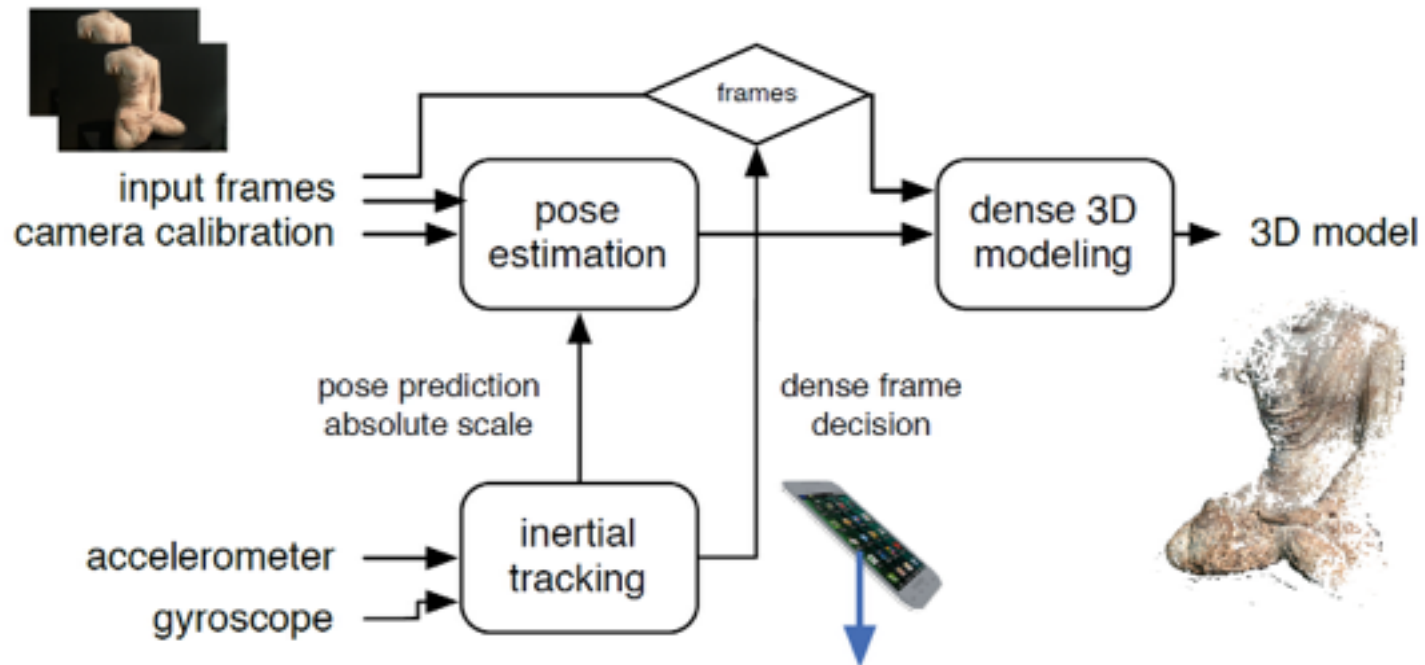 frames
input frames
camera calibration
pose
estimation
dense 3D
modeling
3D model
pose prediction
absolute scale
dense frame
decision
accelerometer
gyroscope
inertial
tracking